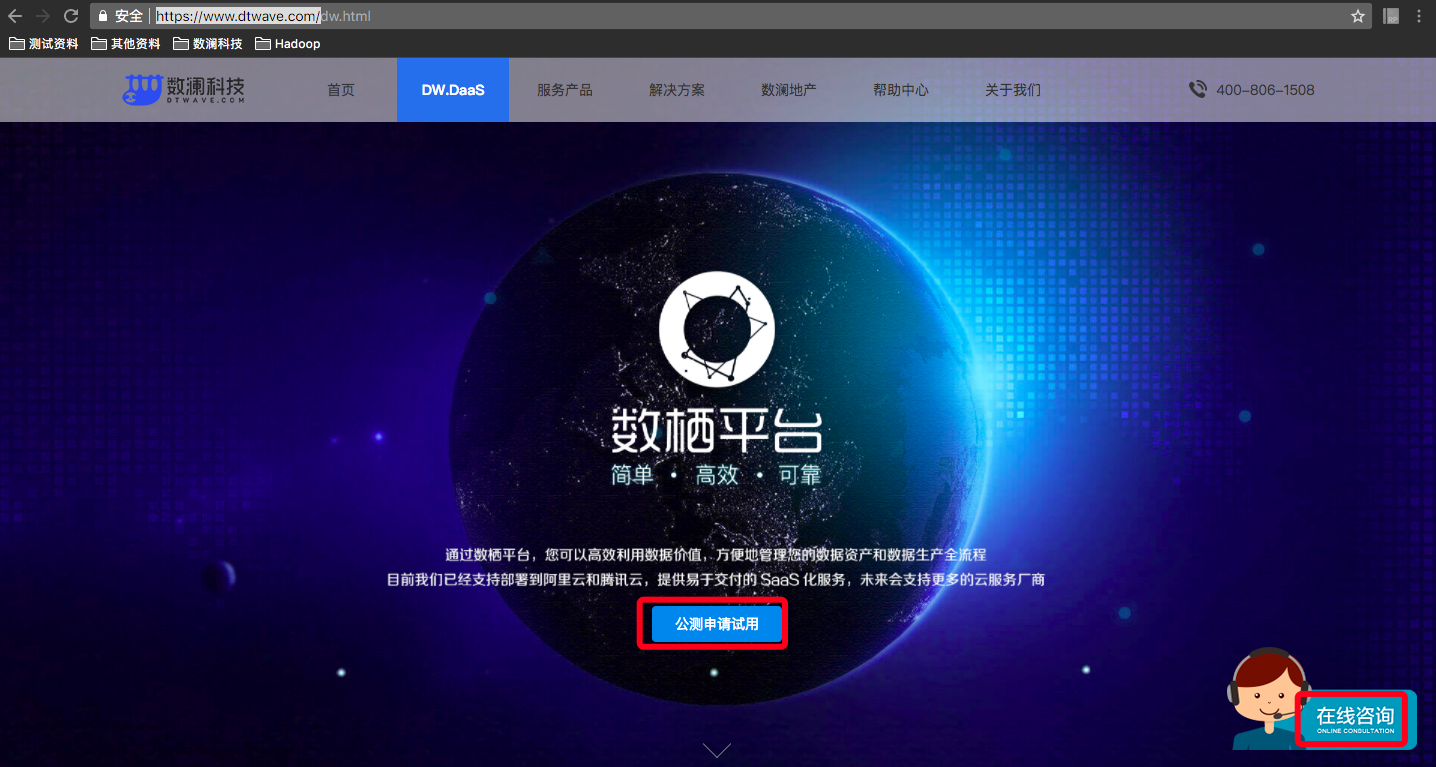 安全 | https://www.dtwave.com/dw.html
测试资料 其他资料 数澜科技 Hadoop
数澜科技
DTWAVE.COM
首页 DW.DaaS 服务产品 解决方案 数澜地产 帮助中心 关于我们 400-806-1508
数栖平台
简单 · 高效 · 可靠
通过数栖平台，您可以高效利用数据价值，方便地管理您的数据资产和数据生产全流程
目前我们已经支持部署到阿里云和腾讯云，提供易于交付的 SaaS 化服务，未来会支持更多的云服务厂商
公测申请试用
在线咨询
ONLINE CONSULTATION